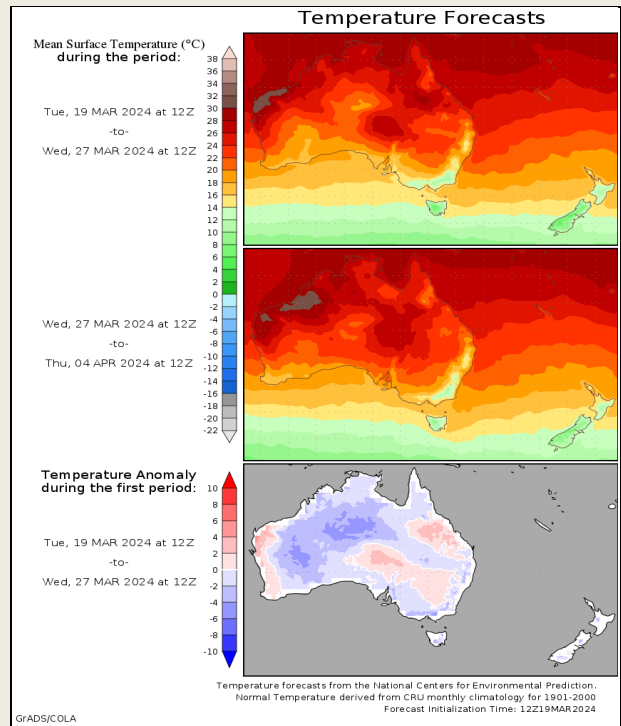 Temperature Forecasts
Mean Surface Temperature (°C)
during the period:
38
36
34
32
30
28
26
24
22
20
18
16
14
12
10
8
6
4
2
0
-2
-4
-6
-8
-10
-12
-14
-16
-18
-20
-22
Tue, 19 MAR 2024 at 12Z
-to-
Wed, 27 MAR 2024 at 12Z
Wed, 27 MAR 2024 at 12Z
-to-
Thu, 04 APR 2024 at 12Z
Temperature Anomaly
during the first period:
10
8
6
4
2
0
-2
-4
-6
-8
-10
Tue, 19 MAR 2024 at 12Z
-to-
Wed, 27 MAR 2024 at 12Z
Temperature forecasts from the National Centers for Environmental Prediction.
Normal Temperature derived from CRU monthly climatology for 1901-2000
Forecast Initialization Time: 12Z19MAR2024
GrADS/COLA